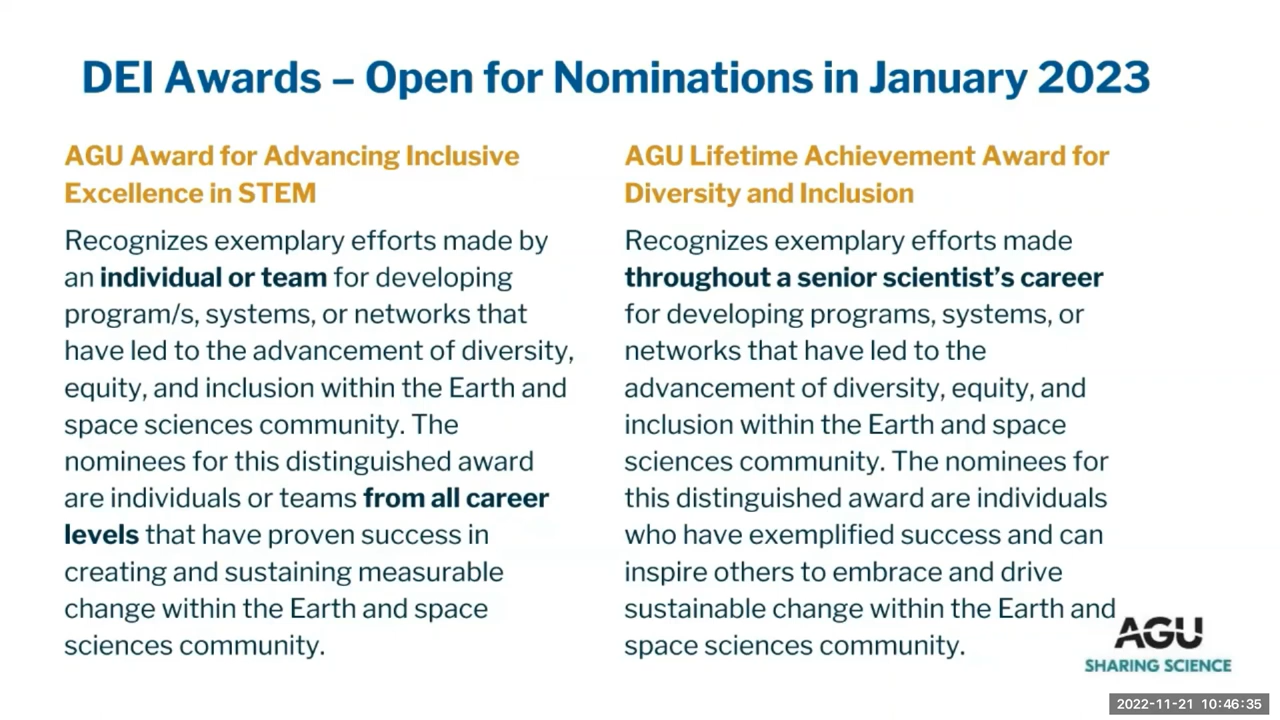 DEI Awards – Open for Nominations in January 2023
AGU Award for Advancing Inclusive
Excellence in STEM
Recognizes exemplary efforts made by
an individual or team for developing
program/s, systems, or networks that
have led to the advancement of diversity,
equity, and inclusion within the Earth and
space sciences community. The
nominees for this distinguished award
are individuals or teams from all career
levels that have proven success in
creating and sustaining measurable
change within the Earth and space
sciences community.
AGU Lifetime Achievement Award for
Diversity and Inclusion
Recognizes exemplary efforts made
throughout a senior scientist’s career
for developing programs, systems, or
networks that have led to the
advancement of diversity, equity, and
inclusion within the Earth and space
sciences community. The nominees for
this distinguished award are individuals
who have exemplified success and can
inspire others to embrace and drive
sustainable change within the Earth and
space sciences community.
AGU
SHARING SCIENCE
2022-11-21 10:46:35